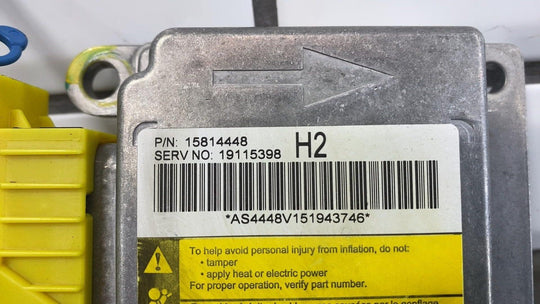 P/N: 15814448
SERV NO: 19115398 H2
*AS4448V151943746*
To help avoid personal injury from inflation, do not:
• tamper
• apply heat or electric power
For proper operation, verify part number.